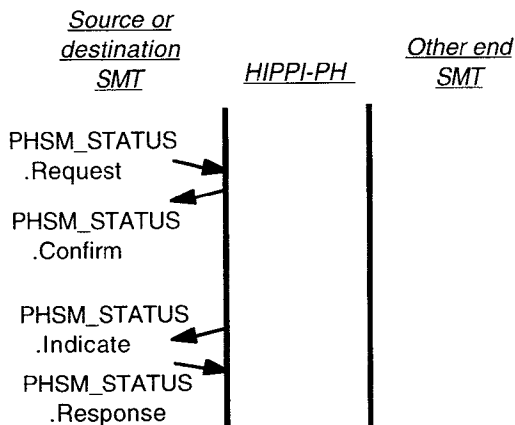 Source or
destination
SMT
HIPPI-PH
Other end
SMT
PHSM_STATUS
.Request
PHSM_STATUS
.Confirm
PHSM_STATUS
.Indicate
PHSM_STATUS
.Response